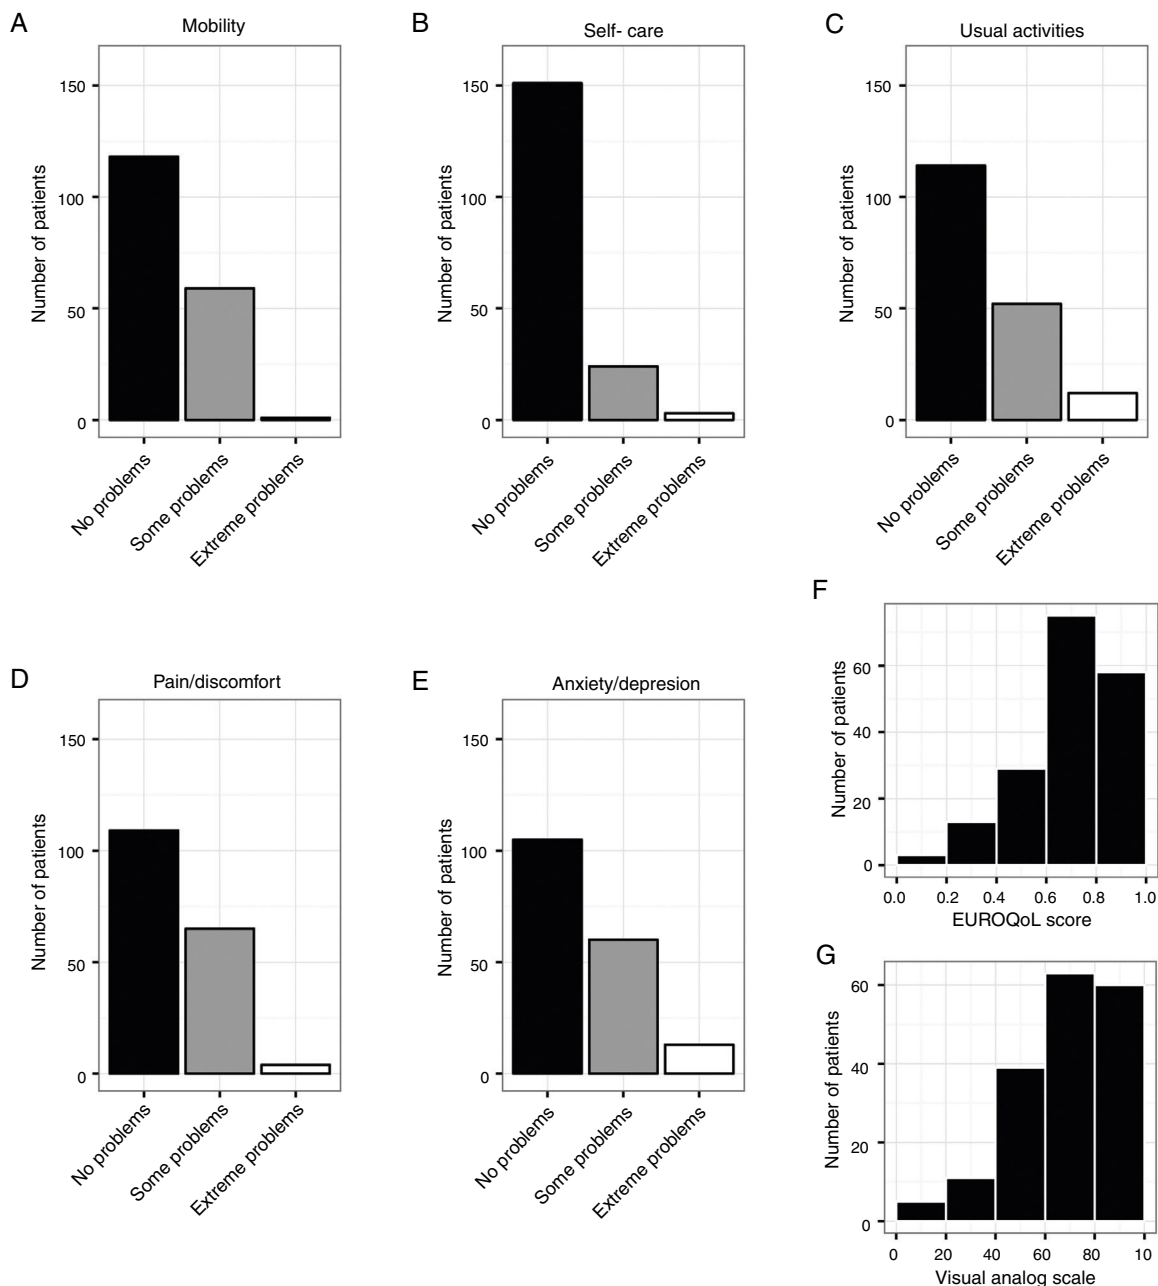 A
Mobility
Number of patients
150
100
50
0
No problems
Some problems
Extreme problems
B
Self- care
Number of patients
150
100
50
0
No problems
Some problems
Extreme problems
C
Usual activities
Number of patients
150
100
50
0
No problems
Some problems
Extreme problems
D
Pain/discomfort
Number of patients
150
100
50
0
No problems
Some problems
Extreme problems
E
Anxiety/depresion
Number of patients
150
100
50
0
No problems
Some problems
Extreme problems
F
Number of patients
60
40
20
0
0.0 0.2 0.4 0.6 0.8 1.0
EUROQoL score
G
Number of patients
60
40
20
0
0 20 40 60 80 10
Visual analog scale